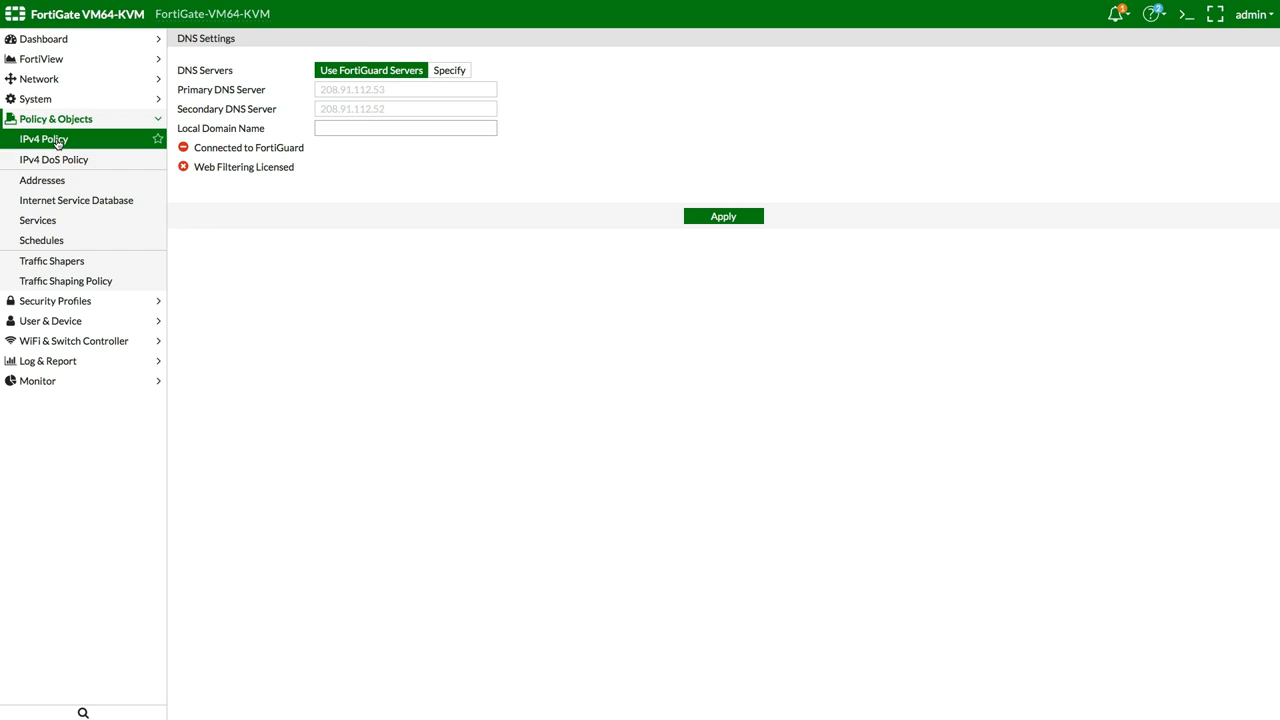 FortiGate VM64-KVM FortiGate-VM64-KVM 1 2 admin
Dashboard
FortiView
Network
System
Policy & Objects
IPv4 Policy
IPv4 DoS Policy
Addresses
Internet Service Database
Services
Schedules
Traffic Shapers
Traffic Shaping Policy
Security Profiles
User & Device
WiFi & Switch Controller
Log & Report
Monitor
DNS Settings
DNS Servers Use FortiGuard Servers Specify
Primary DNS Server 208.91.112.53
Secondary DNS Server 208.91.112.52
Local Domain Name
Connected to FortiGuard
Web Filtering Licensed
Apply